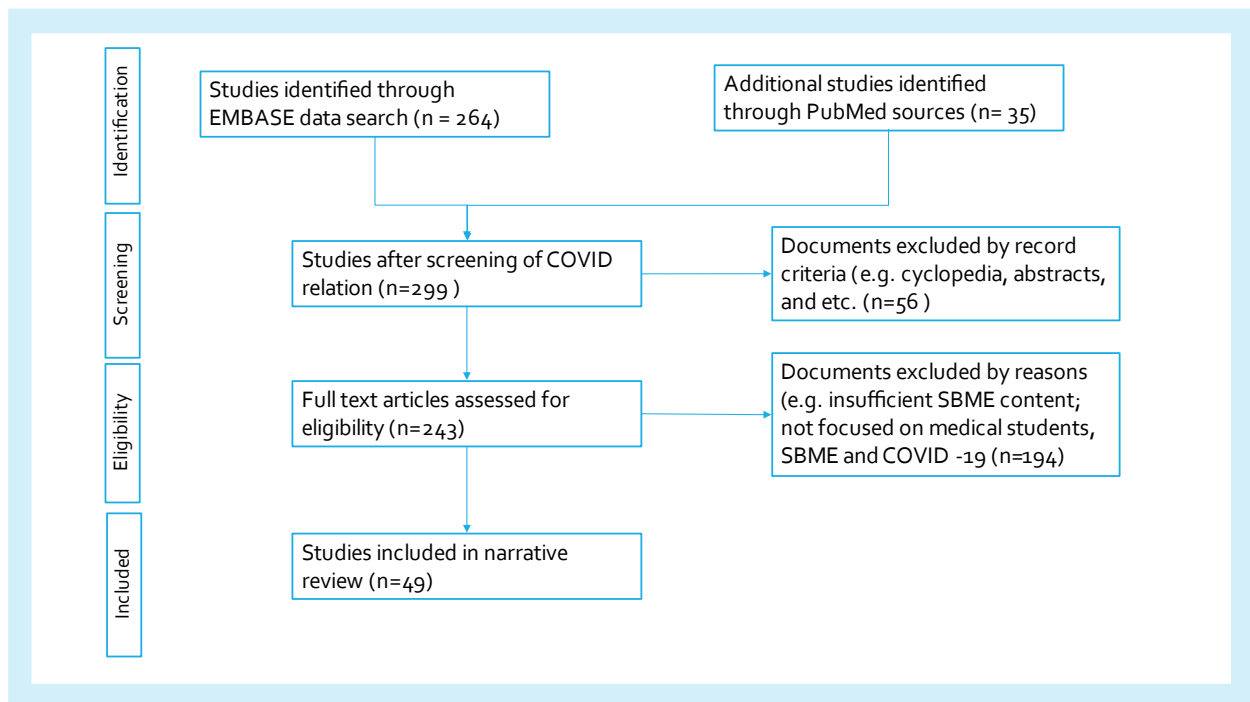 Identification
Studies identified through
EMBASE data search (n = 264)
Additional studies identified
through PubMed sources (n= 35)
Screening
Studies after screening of COVID
relation (n=299 )
Documents excluded by record
criteria (e.g. cyclopedia, abstracts,
and etc. (n=56 )
Eligibility
Full text articles assessed for
eligibility (n=243)
Documents excluded by reasons
(e.g. insufficient SBME content;
not focused on medical students,
SBME and COVID -19 (n=194)
Included
Studies included in narrative
review (n=49)